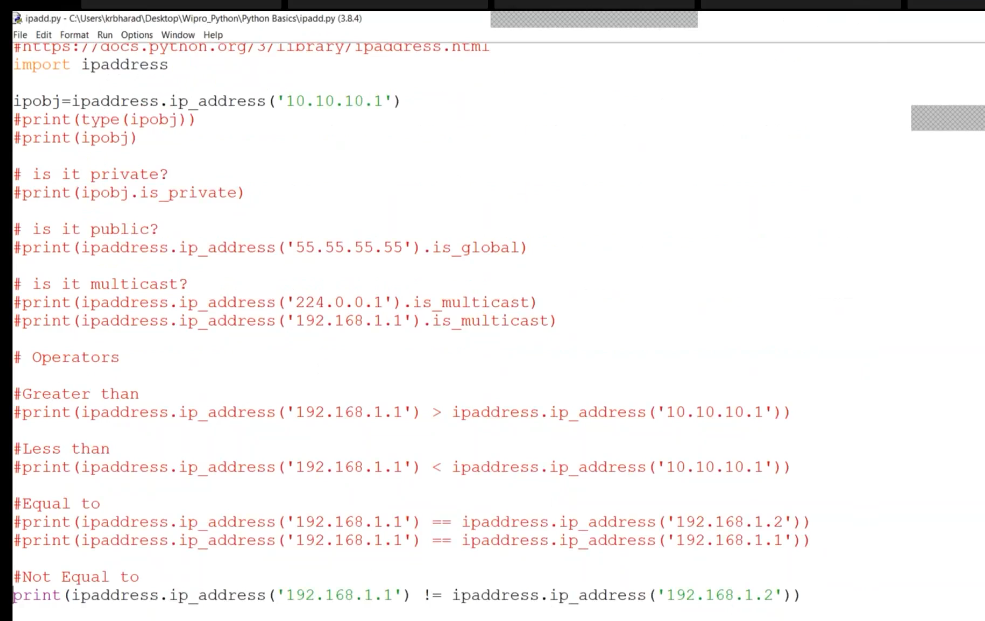 ipadd.py - C:\Users\krbharad\Desktop\Wipro_Python\Python Basics\ipadd.py (3.8.4)
File Edit Format Run Options Window Help
#https://docs.python.org/3/library/ipaddress.html
import ipaddress
ipobj=ipaddress.ip_address('10.10.10.1')
#print(type(ipobj))
#print(ipobj)
# is it private?
#print(ipobj.is_private)
# is it public?
#print(ipaddress.ip_address('55.55.55.55').is_global)
# is it multicast?
#print(ipaddress.ip_address('224.0.0.1').is_multicast)
#print(ipaddress.ip_address('192.168.1.1').is_multicast)
# Operators
#Greater than
#print(ipaddress.ip_address('192.168.1.1') > ipaddress.ip_address('10.10.10.1'))
#Less than
#print(ipaddress.ip_address('192.168.1.1') < ipaddress.ip_address('10.10.10.1'))
#Equal to
#print(ipaddress.ip_address('192.168.1.1') == ipaddress.ip_address('192.168.1.2'))
#print(ipaddress.ip_address('192.168.1.1') == ipaddress.ip_address('192.168.1.1'))
#Not Equal to
print(ipaddress.ip_address('192.168.1.1') != ipaddress.ip_address('192.168.1.2'))